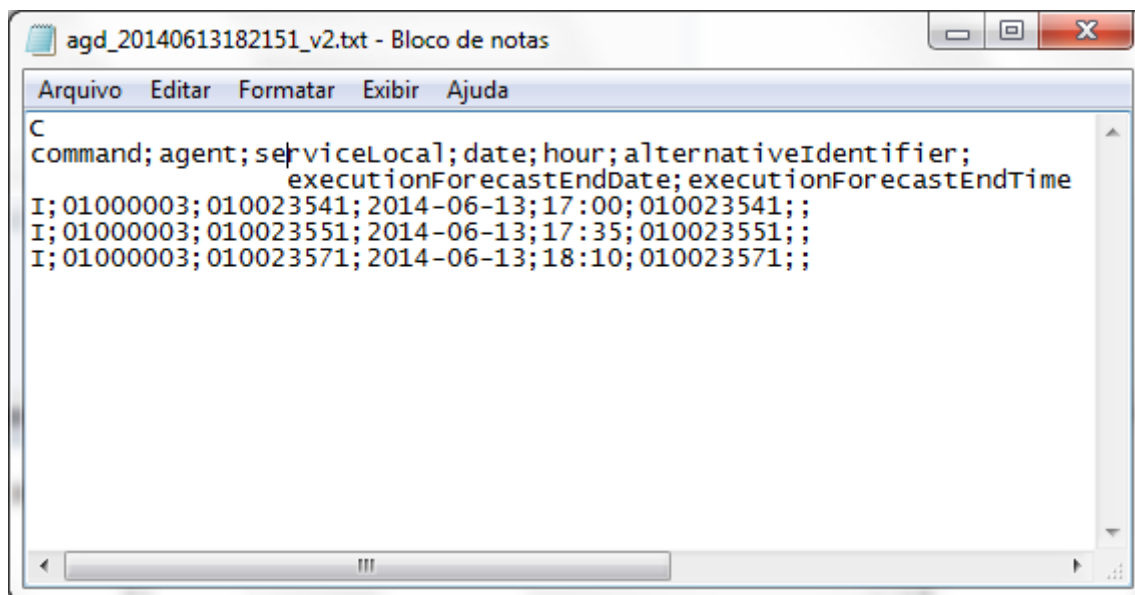 agd_20140613182151_v2.txt - Bloco de notas
Arquivo Editar Formatar Exibir Ajuda
C
command;agent;serviceLocal;date;hour;alternativeIdentifier;
executionForecastEndDate;executionForecastEndTime
I;01000003;010023541;2014-06-13;17:00;010023541;;
I;01000003;010023551;2014-06-13;17:35;010023551;;
I;01000003;010023571;2014-06-13;18:10;010023571;;